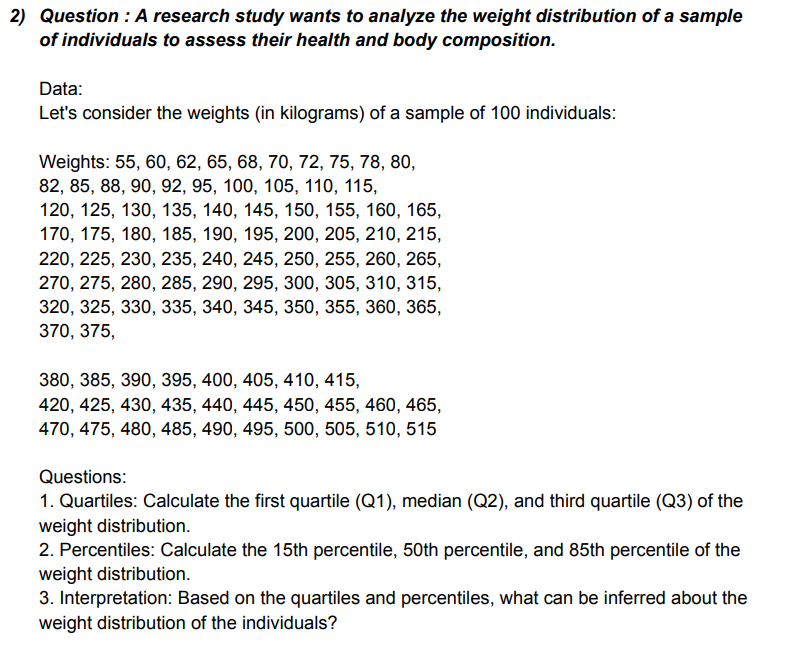 2) Question : A research study wants to analyze the weight distribution of a sample
of individuals to assess their health and body composition.
Data:
Let's consider the weights (in kilograms) of a sample of 100 individuals:
Weights: 55, 60, 62, 65, 68, 70, 72, 75, 78, 80,
82, 85, 88, 90, 92, 95, 100, 105, 110, 115,
120, 125, 130, 135, 140, 145, 150, 155, 160, 165,
170, 175, 180, 185, 190, 195, 200, 205, 210, 215,
220, 225, 230, 235, 240, 245, 250, 255, 260, 265,
270, 275, 280, 285, 290, 295, 300, 305, 310, 315,
320, 325, 330, 335, 340, 345, 350, 355, 360, 365,
370, 375,
380, 385, 390, 395, 400, 405, 410, 415,
420, 425, 430, 435, 440, 445, 450, 455, 460, 465,
470, 475, 480, 485, 490, 495, 500, 505, 510, 515
Questions:
1. Quartiles: Calculate the first quartile (Q1), median (Q2), and third quartile (Q3) of the
weight distribution.
2. Percentiles: Calculate the 15th percentile, 50th percentile, and 85th percentile of the
weight distribution.
3. Interpretation: Based on the quartiles and percentiles, what can be inferred about the
weight distribution of the individuals?